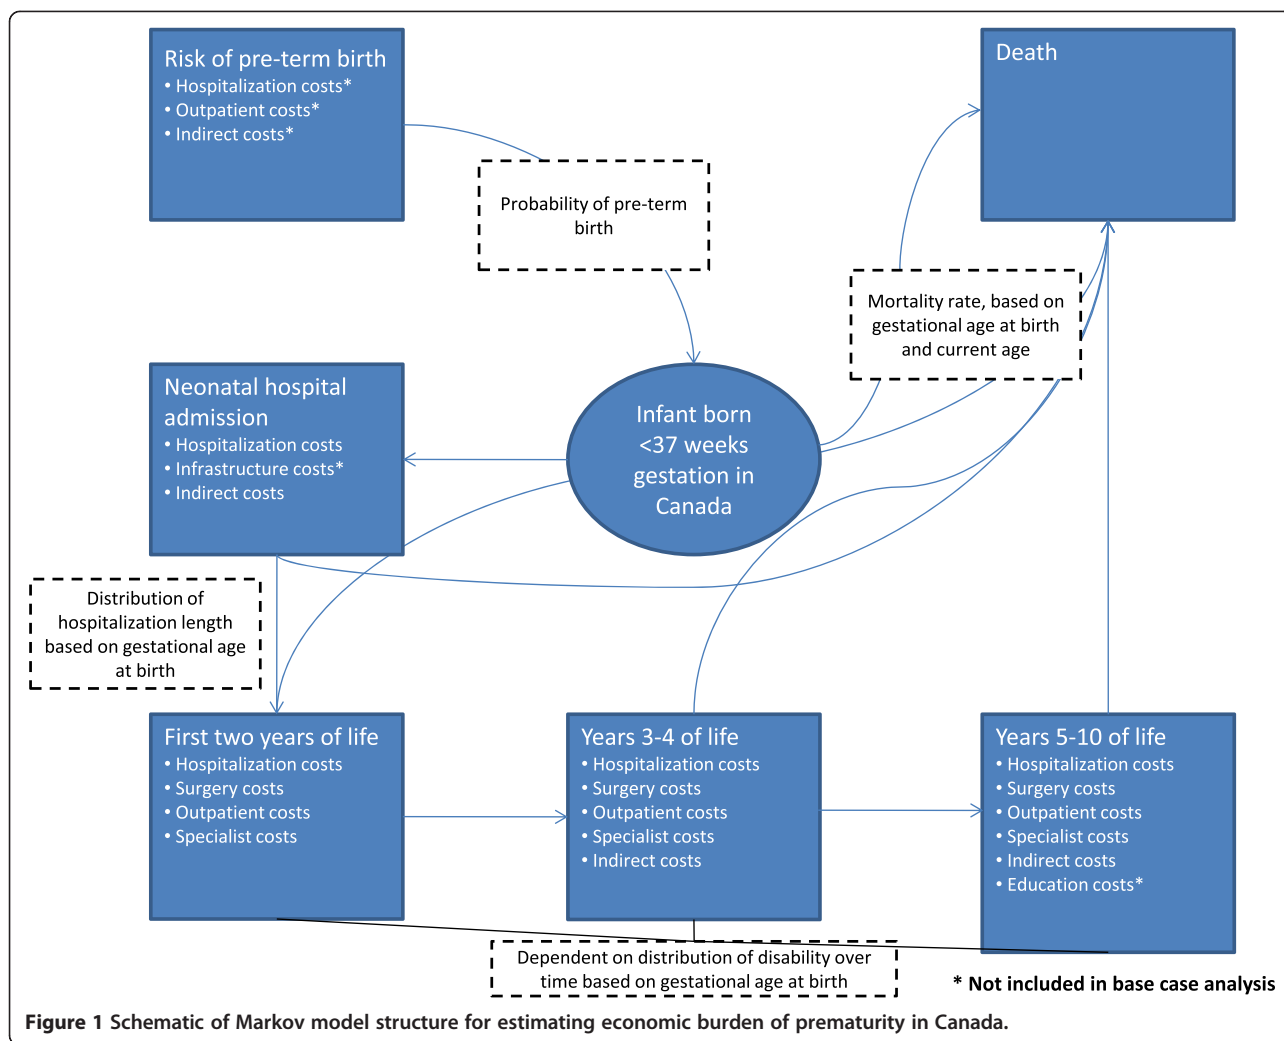 Risk of pre-term birth
• Hospitalization costs*
• Outpatient costs*
• Indirect costs*
Death
Probability of pre-term
birth
Mortality rate, based on
gestational age at birth
and current age
Neonatal hospital
admission
• Hospitalization costs
• Infrastructure costs*
• Indirect costs
Infant born
<37 weeks
gestation in
Canada
Distribution of
hospitalization length
based on gestational age
at birth
First two years of life
• Hospitalization costs
• Surgery costs
• Outpatient costs
• Specialist costs
Years 3-4 of life
• Hospitalization costs
• Surgery costs
• Outpatient costs
• Specialist costs
• Indirect costs
Years 5-10 of life
• Hospitalization costs
• Surgery costs
• Outpatient costs
• Specialist costs
• Indirect costs
• Education costs*
Dependent on distribution of disability over
time based on gestational age at birth
* Not included in base case analysis
Figure 1 Schematic of Markov model structure for estimating economic burden of prematurity in Canada.